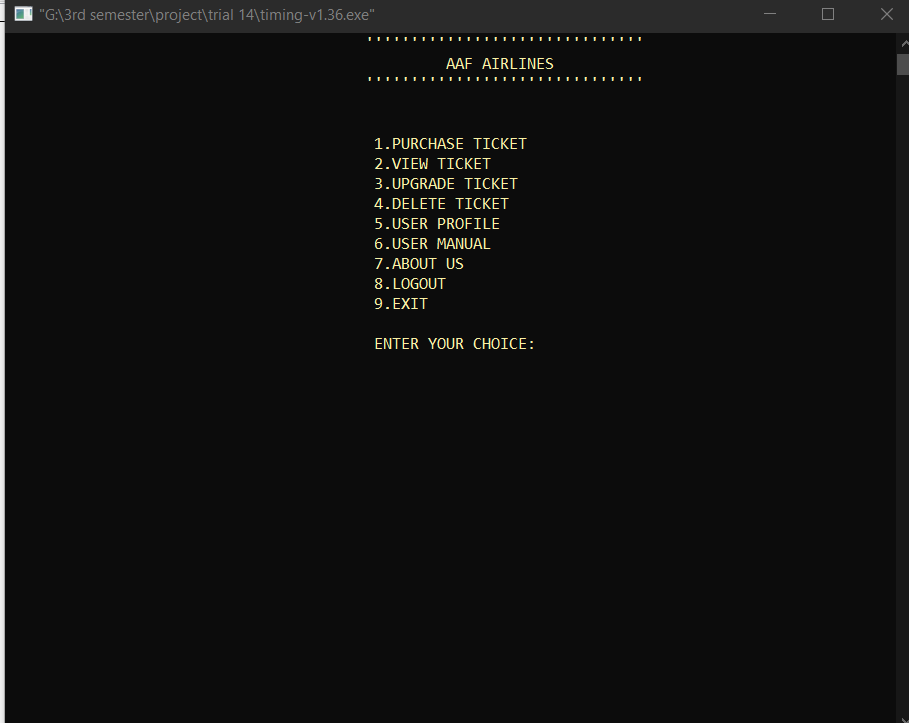 "G:\3rd semester\project\trial 14\timing-v1.36.exe"
'''''''''''''''''''''''''''''''
AAF AIRLINES
'''''''''''''''''''''''''''''''
1.PURCHASE TICKET
2.VIEW TICKET
3.UPGRADE TICKET
4.DELETE TICKET
5.USER PROFILE
6.USER MANUAL
7.ABOUT US
8.LOGOUT
9.EXIT
ENTER YOUR CHOICE: